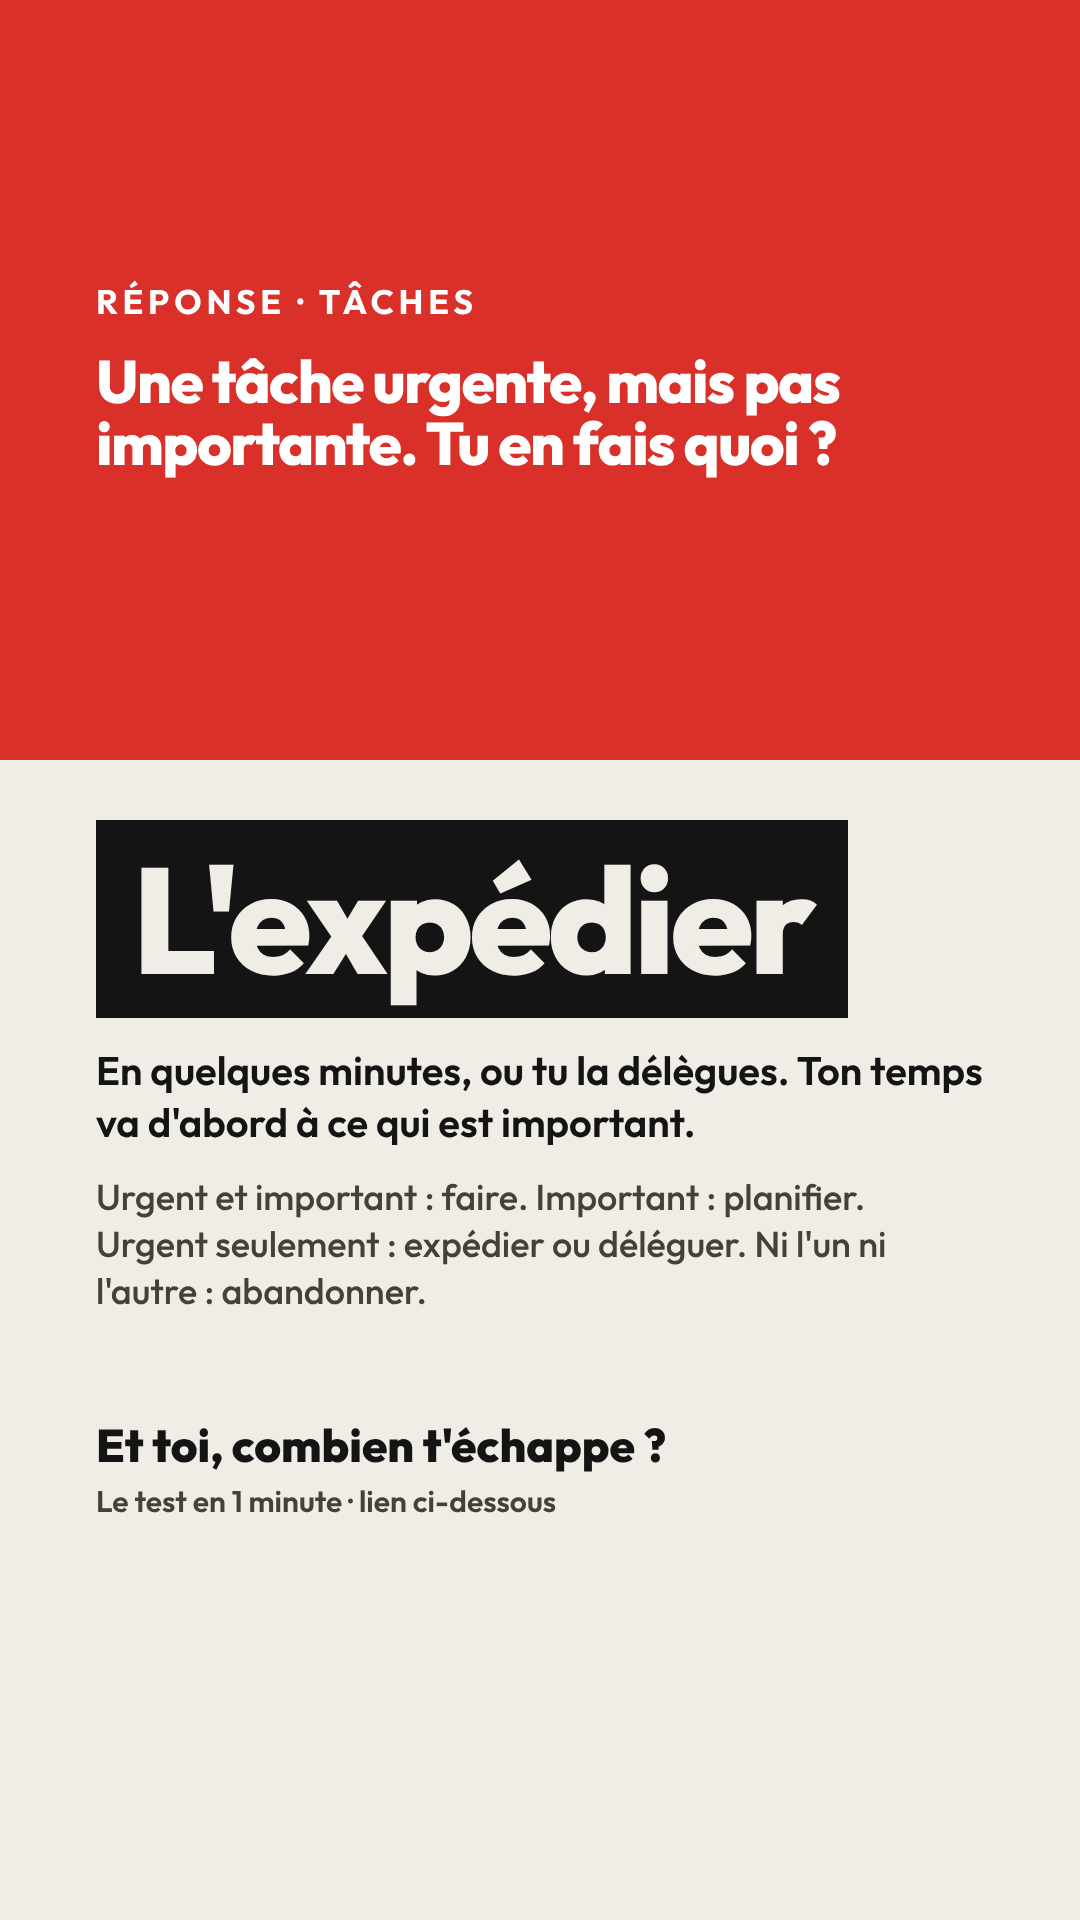 RÉPONSE · TÂCHES
Une tâche urgente, mais pas
importante. Tu en fais quoi ?
L'expédier
En quelques minutes, ou tu la délègues. Ton temps
va d'abord à ce qui est important.
Urgent et important : faire. Important : planifier.
Urgent seulement : expédier ou déléguer. Ni l'un ni
l'autre : abandonner.
Et toi, combien t'échappe ?
Le test en 1 minute · lien ci-dessous